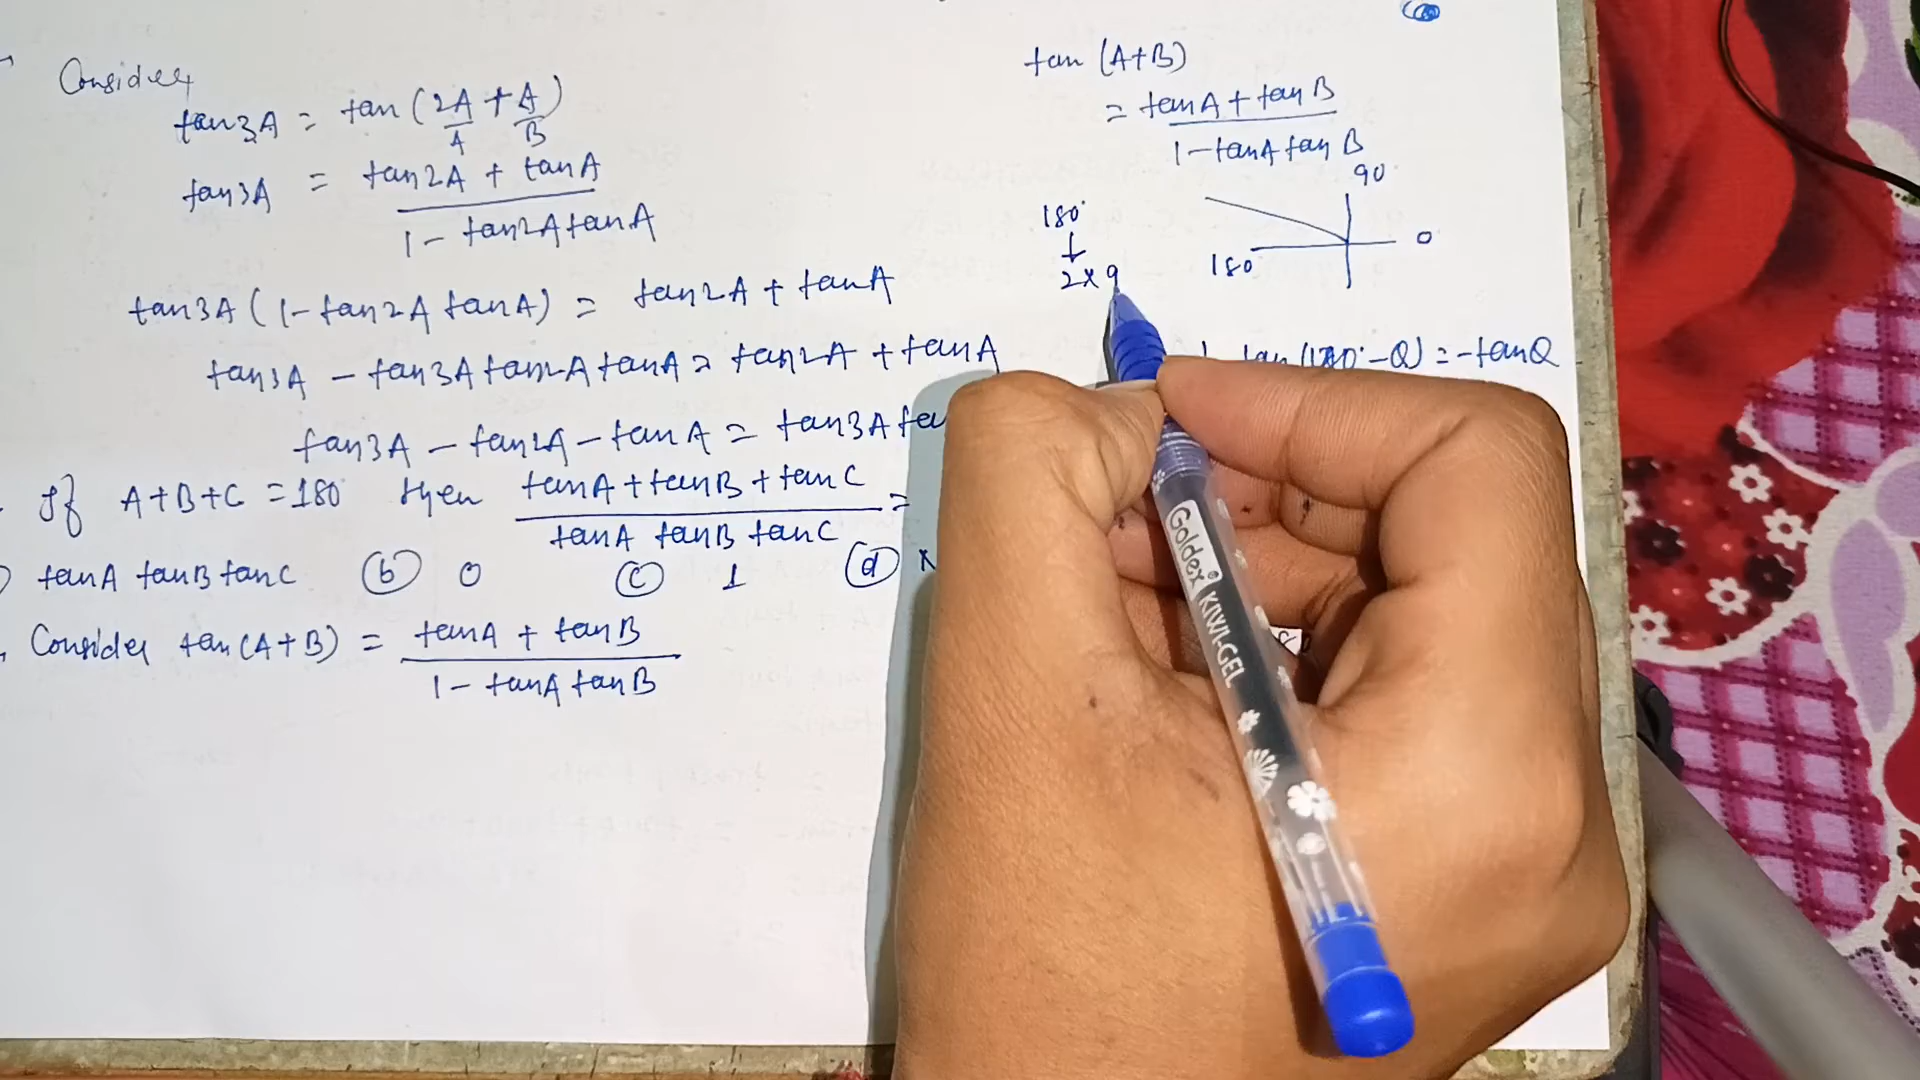 Consider
tan3A = tan (2A + A)
A B
tan3A = tan2A + tanA
1 - tan2A tanA
tan3A (1 - tan2A tanA) = tan2A + tanA
tan3A - tan3A tan2A tanA = tan2A + tanA
tan3A - tan2A - tanA = tan3A
If A+B+C = 180° then tanA + tanB + tanC =
tanA tanB tanC
tanA tanB tanC (b) 0 (c) 1 (d)
Consider tan(A+B) = tanA + tanB
1 - tanA tanB
tan (A+B)
= tanA + tanB
1 - tanA tan B
90°
180°
↓
2x9
180° 0
tan (180° - Q) = -tanQ
Goldex KIWI-GEL